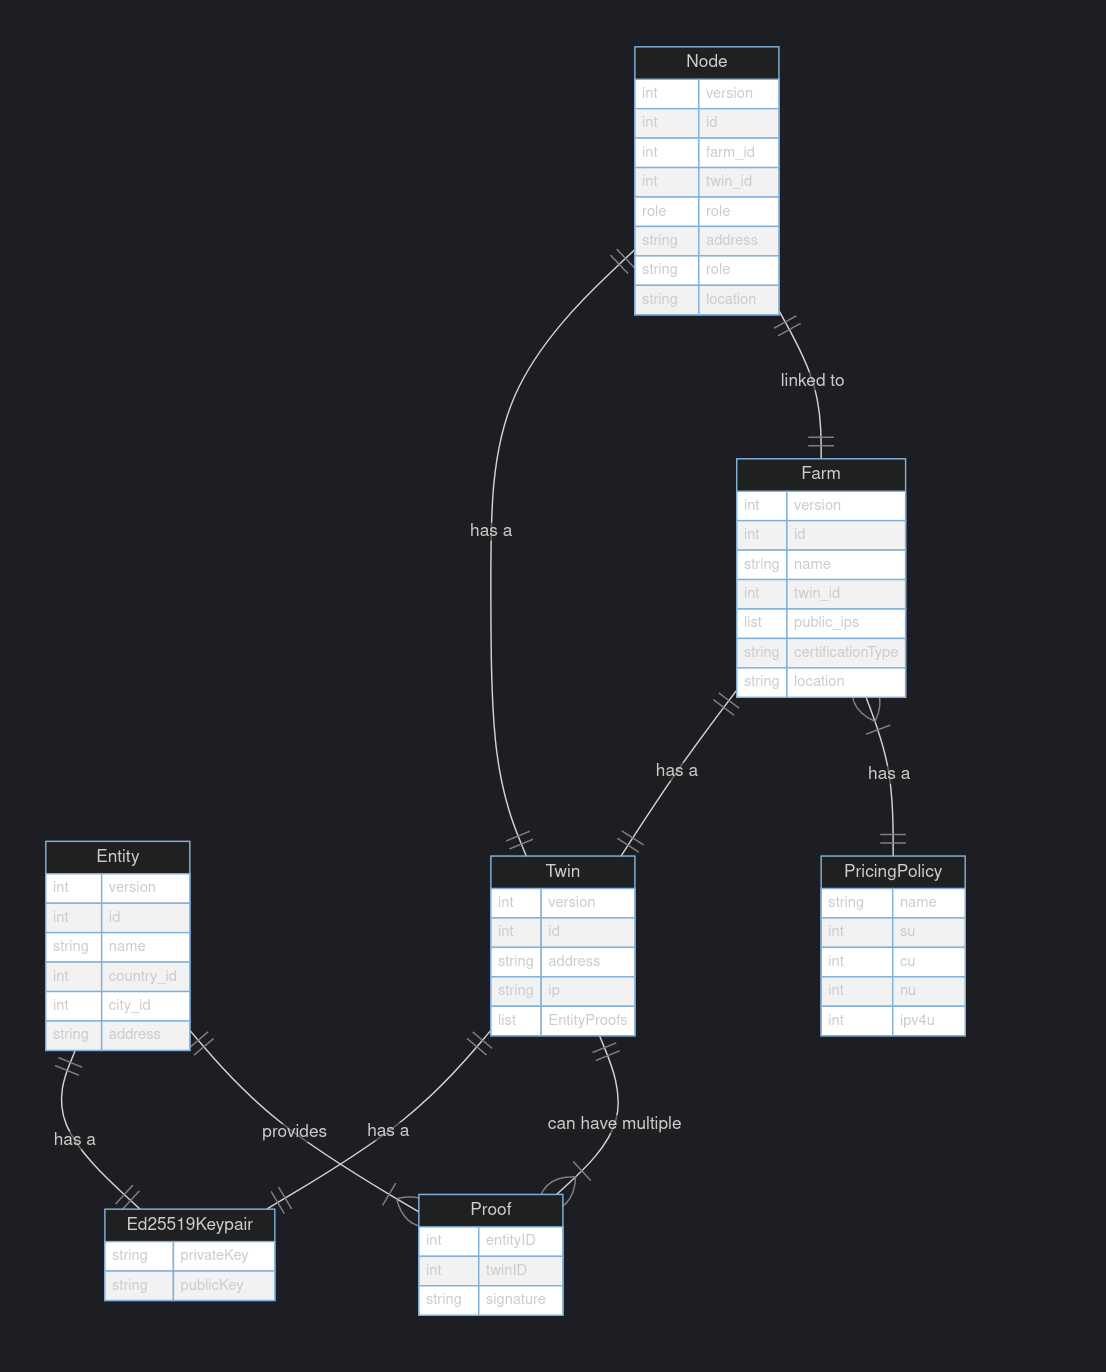 Node
int version
int id
int farm_id
int twin_id
role role
string address
string role
string location
linked to
has a
Farm
int version
int id
string name
int twin_id
list public_ips
string certificationType
string location
has a
has a
Entity
int version
int id
string name
int country_id
int city_id
string address
Twin
int version
int id
string address
string ip
list EntityProofs
PricingPolicy
string name
int su
int cu
int nu
int ipv4u
has a
provides
has a
can have multiple
Ed25519Keypair
string privateKey
string publicKey
Proof
int entityID
int twinID
string signature